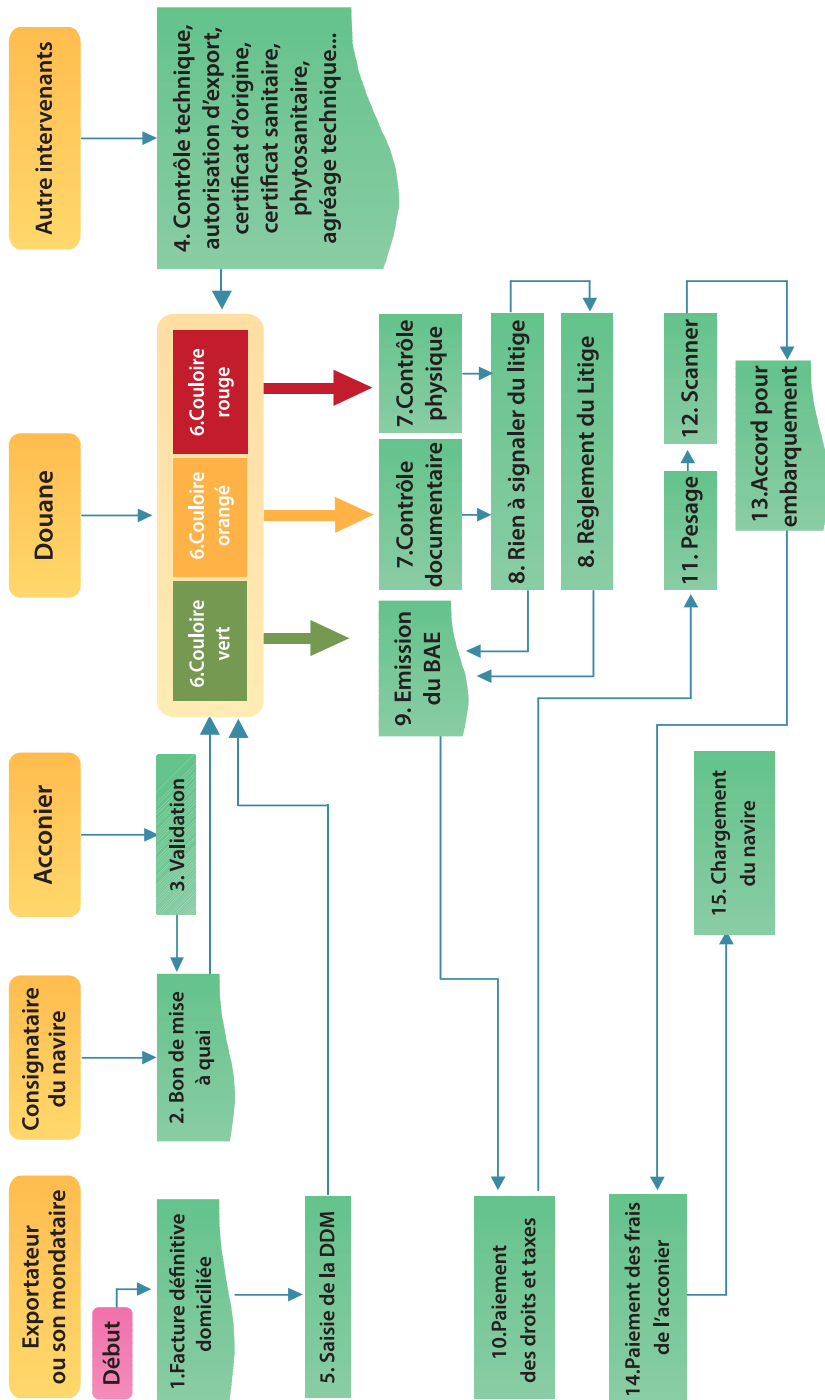 Exportateur
ou son mondataire
Consignataire
du navire
Acconier
Douane
Autre intervenants
Début
1.Facture définitive
domiciliée
2. Bon de mise
à quai
3. Validation
4. Contrôle technique,
autorisation d'export,
certificat d'origine,
certificat sanitaire,
phytosanitaire,
agréage technique...
5. Saisie de la DDM
6.Couloire
vert
6.Couloire
orangé
6.Couloire
rouge
7.Contrôle
documentaire
7.Contrôle
physique
8. Rien à signaler du litige
8. Règlement du Litige
9. Emission
du BAE
10.Paiement
des droits et taxes
11. Pesage
12. Scanner
13.Accord pour
embarquement
14.Paiement des frais
de l'acconier
15. Chargement
du navire